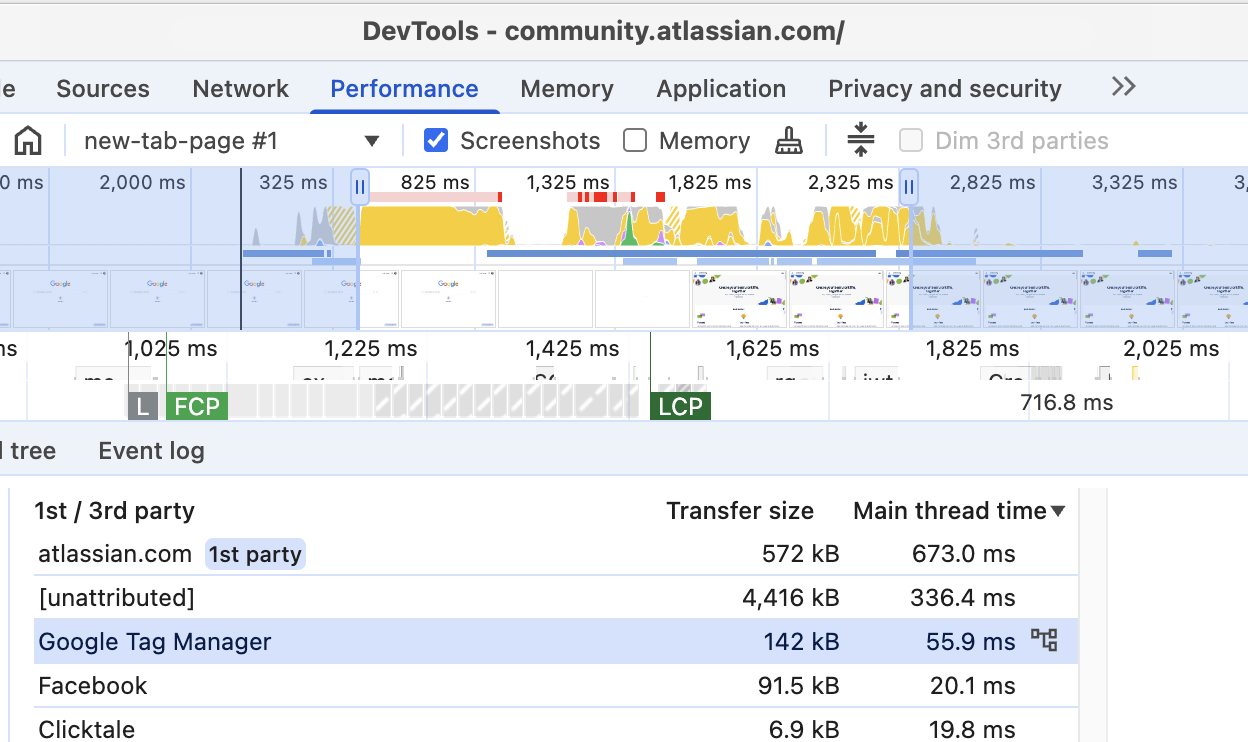 DevTools - community.atlassian.com/
Sources Network Performance Memory Application Privacy and security
new-tab-page #1 Screenshots Memory Dim 3rd parties
0 ms 2,000 ms 325 ms 825 ms 1,325 ms 1,825 ms 2,325 ms 2,825 ms 3,325 ms 3,
Google Google Google Google
ms 1,025 ms 1,225 ms 1,425 ms 1,625 ms 1,825 ms 2,025 ms
L FCP LCP 716.8 ms
tree Event log
1st / 3rd party Transfer size Main thread time
atlassian.com 1st party 572 kB 673.0 ms
[unattributed] 4,416 kB 336.4 ms
Google Tag Manager 142 kB 55.9 ms
Facebook 91.5 kB 20.1 ms
Clicktale 6.9 kB 19.8 ms